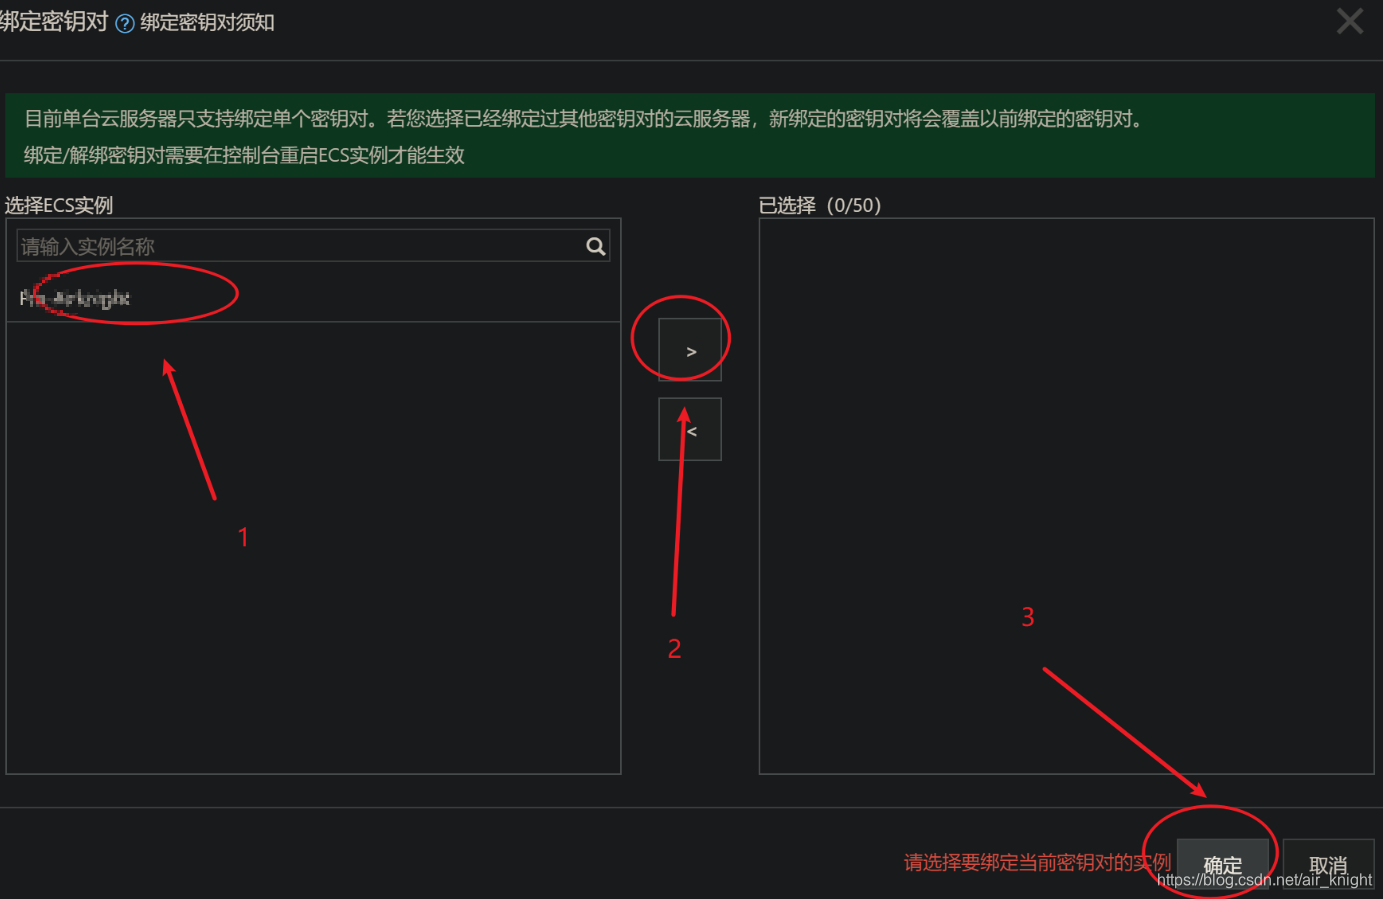 绑定密钥对 ? 绑定密钥对须知
目前单台云服务器只支持绑定单个密钥对。若您选择已经绑定过其他密钥对的云服务器，新绑定的密钥对将会覆盖以前绑定的密钥对。
绑定/解绑密钥对需要在控制台重启ECS实例才能生效
选择ECS实例
已选择（0/50）
请输入实例名称
>
<
1
2
3
请选择要绑定当前密钥对的实例
确定
取消
https://blog.csdn.net/air_knight